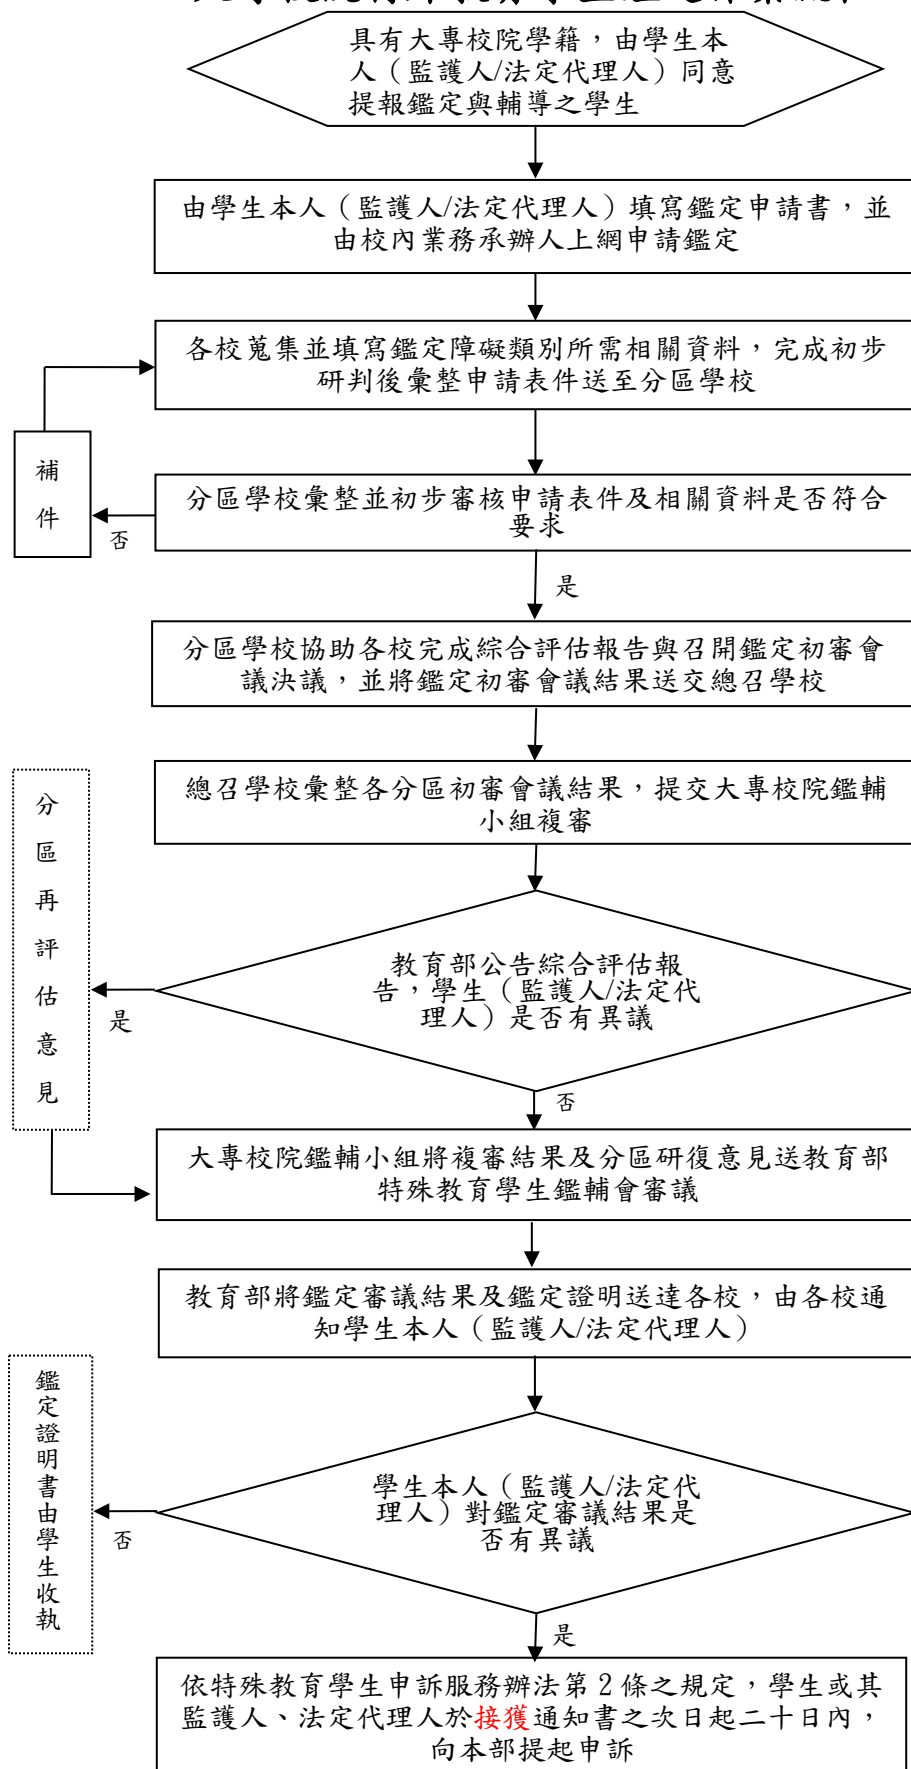 具有大專校院學籍，由學生本
人（監護人/法定代理人）同意
提報鑑定與輔導之學生
由學生本人（監護人/法定代理人）填寫鑑定申請書，並
由校內業務承辦人上網申請鑑定
各校蒐集並填寫鑑定障礙類別所需相關資料，完成初步
研判後彙整申請表件送至分區學校
補
件
否
分區學校彙整並初步審核申請表件及相關資料是否符合
要求
是
分區學校協助各校完成綜合評估報告與召開鑑定初審會
議決議，並將鑑定初審會議結果送交總召學校
總召學校彙整各分區初審會議結果，提交大專校院鑑輔
小組複審
分
區
再
評
估
意
見
是
教育部公告綜合評估報
告，學生（監護人/法定代
理人）是否有異議
否
大專校院鑑輔小組將複審結果及分區研復意見送教育部
特殊教育學生鑑輔會審議
教育部將鑑定審議結果及鑑定證明送達各校，由各校通
知學生本人（監護人/法定代理人）
鑑
定
證
明
書
由
學
生
收
執
否
學生本人（監護人/法定代
理人）對鑑定審議結果是
否有異議
是
依特殊教育學生申訴服務辦法第 2 條之規定，學生或其
監護人、法定代理人於接獲通知書之次日起二十日內，
向本部提起申訴